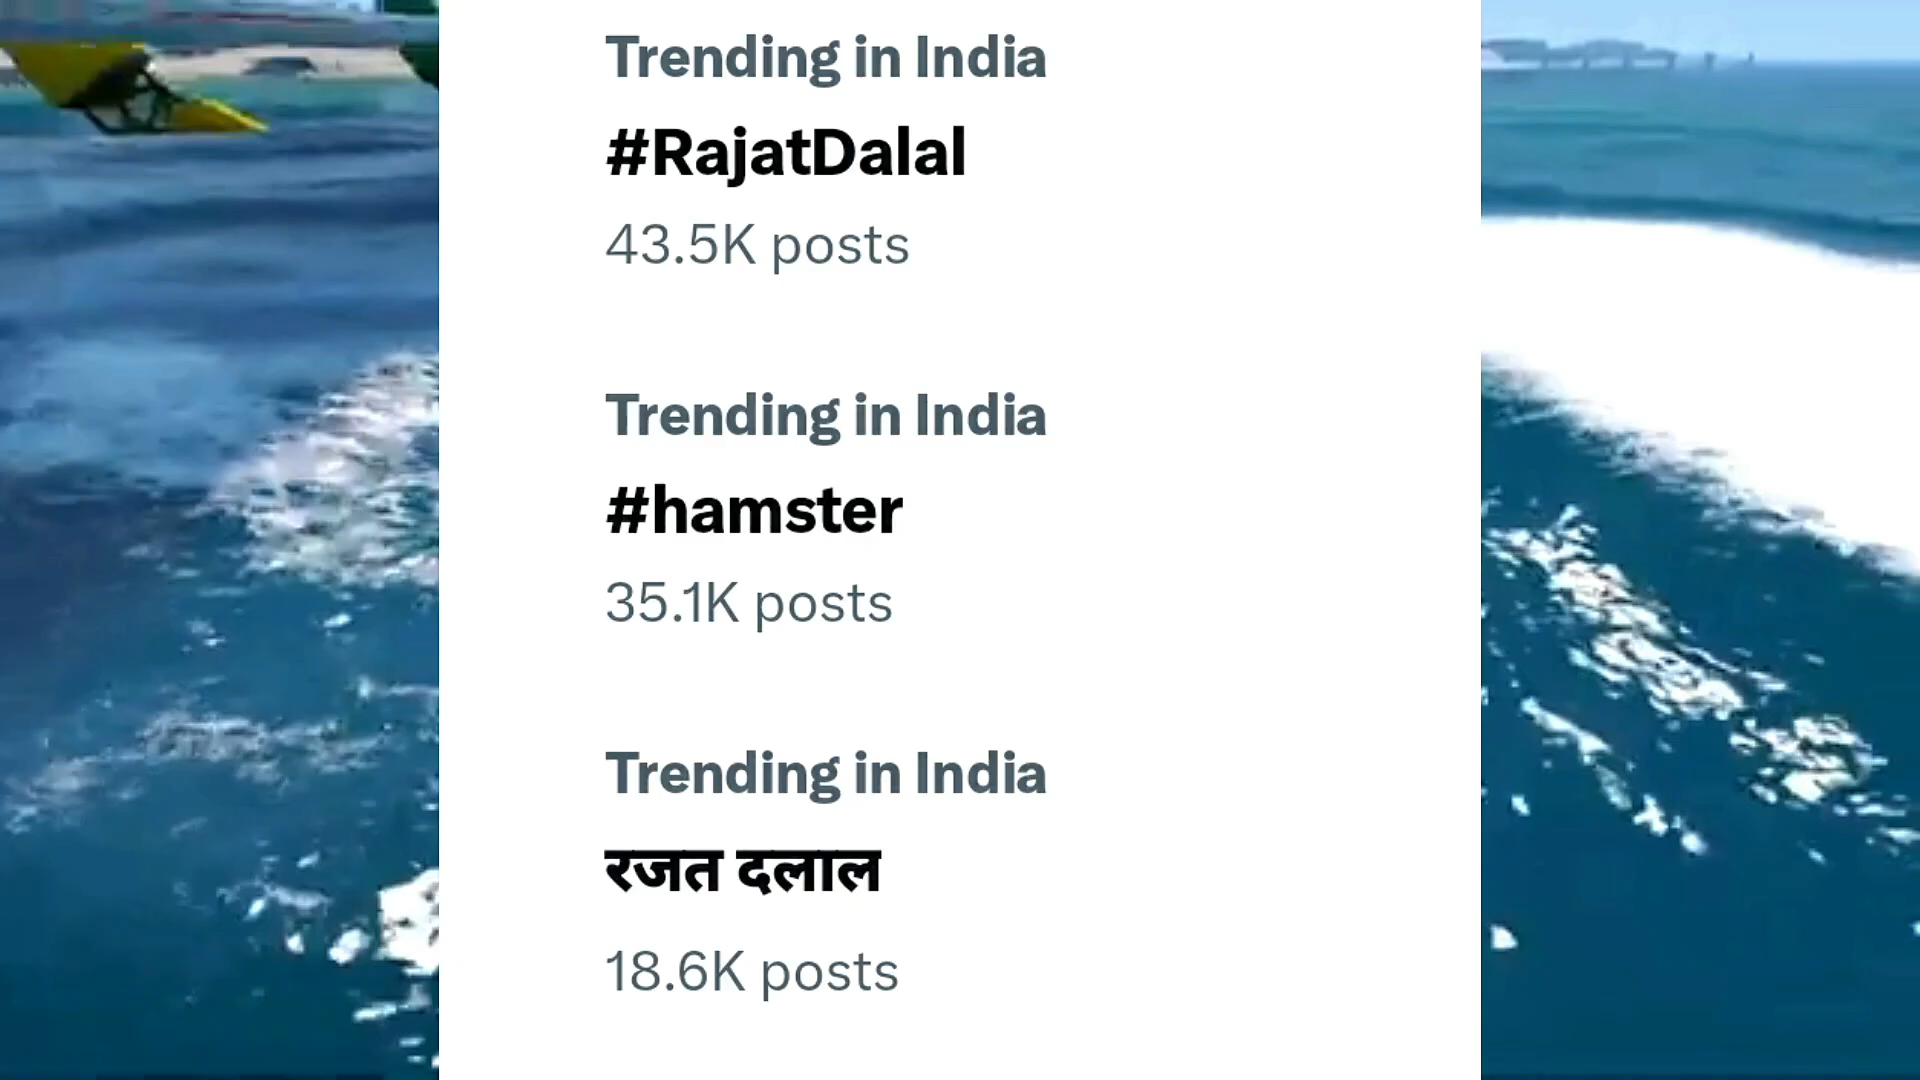 Trending in India
#RajatDalal
43.5K posts
Trending in India
#hamster
35.1K posts
Trending in India
रजत दलाल
18.6K posts